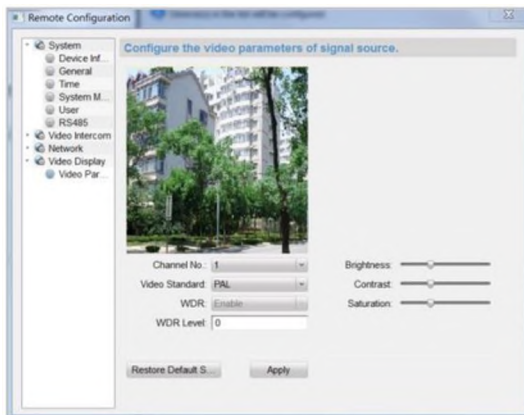 Remote Configuration
System
Device Inf...
General
Time
System M...
User
RS485
Video Intercom
Network
Video Display
Video Par...
Configure the video parameters of signal source.
Channel No.: 1
Video Standard: PAL
WDR: Enable
WDR Level: 0
Brightness:
Contrast:
Saturation:
Restore Default S...
Apply